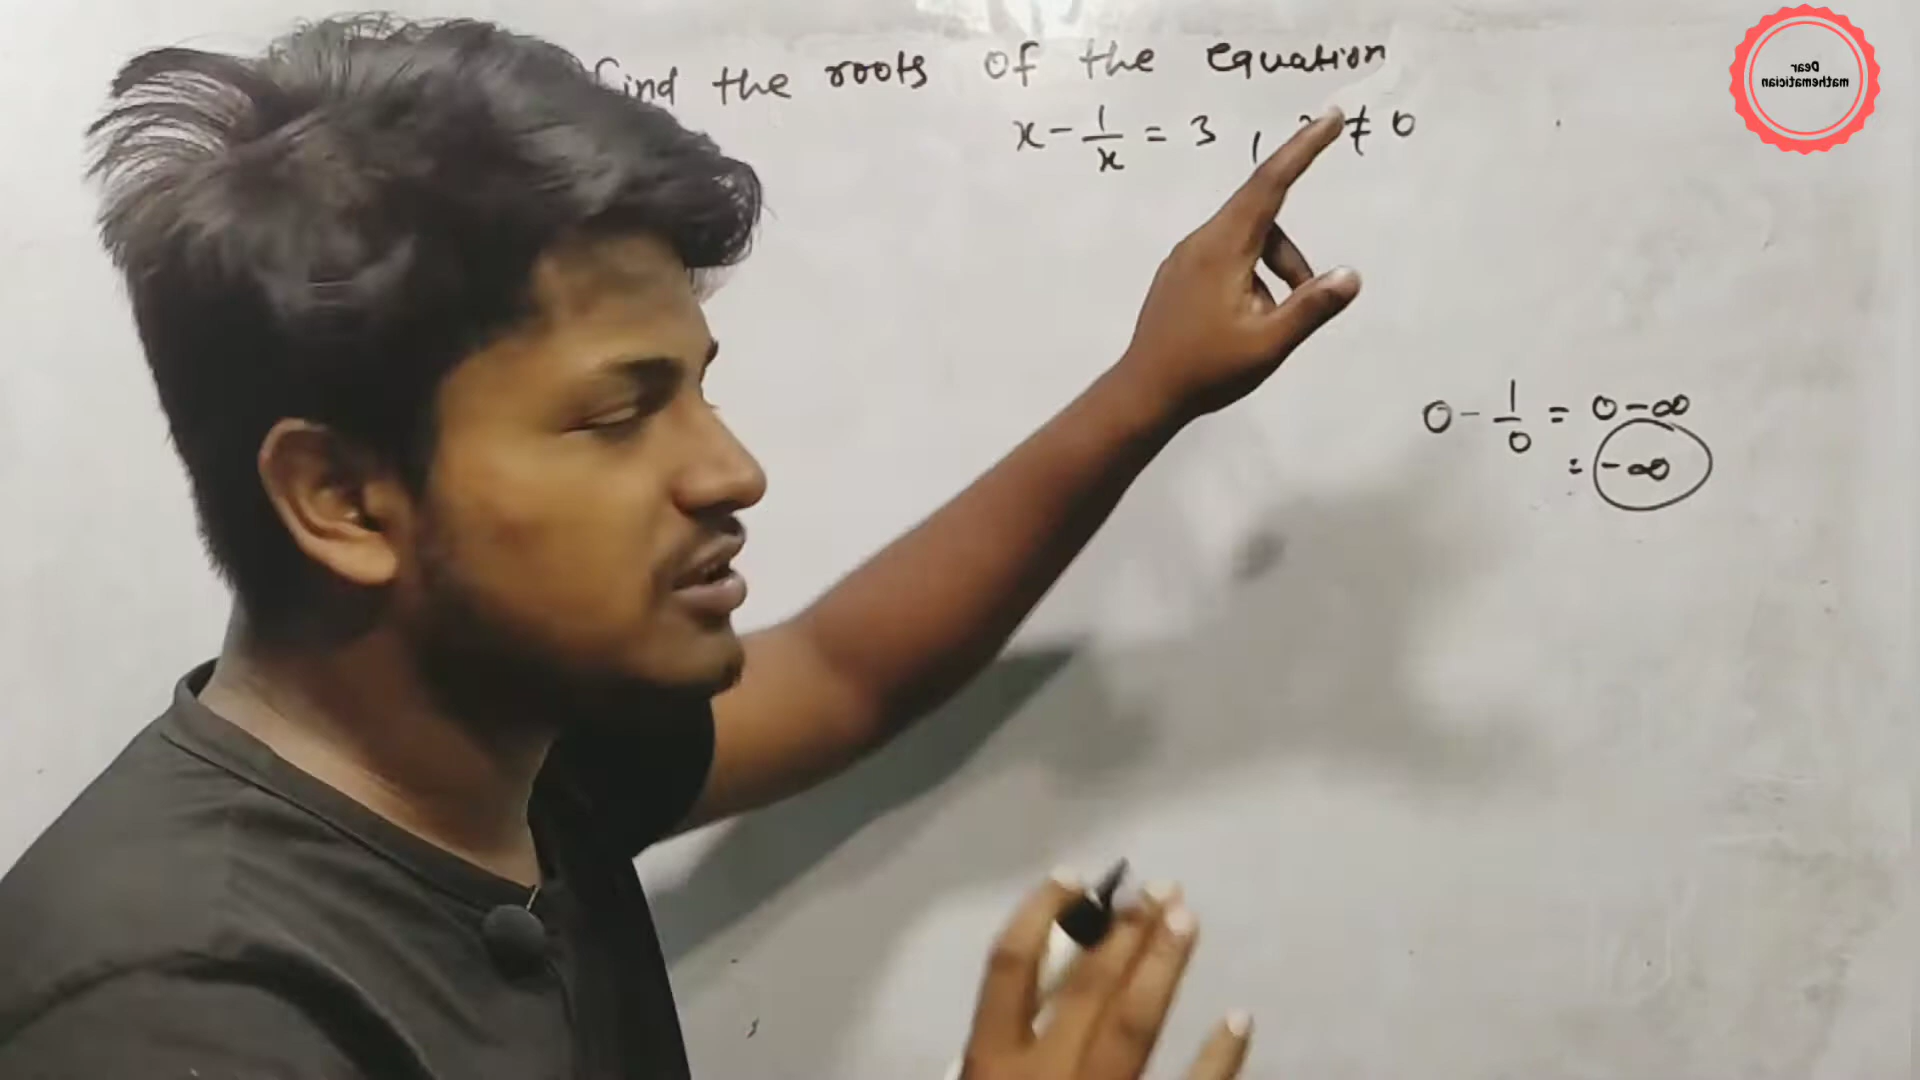 find the roots of the equation
x - 1/x = 3 , x ≠ 0
0 - 1/0 = 0 - ∞
= -∞
Dear
mathematician